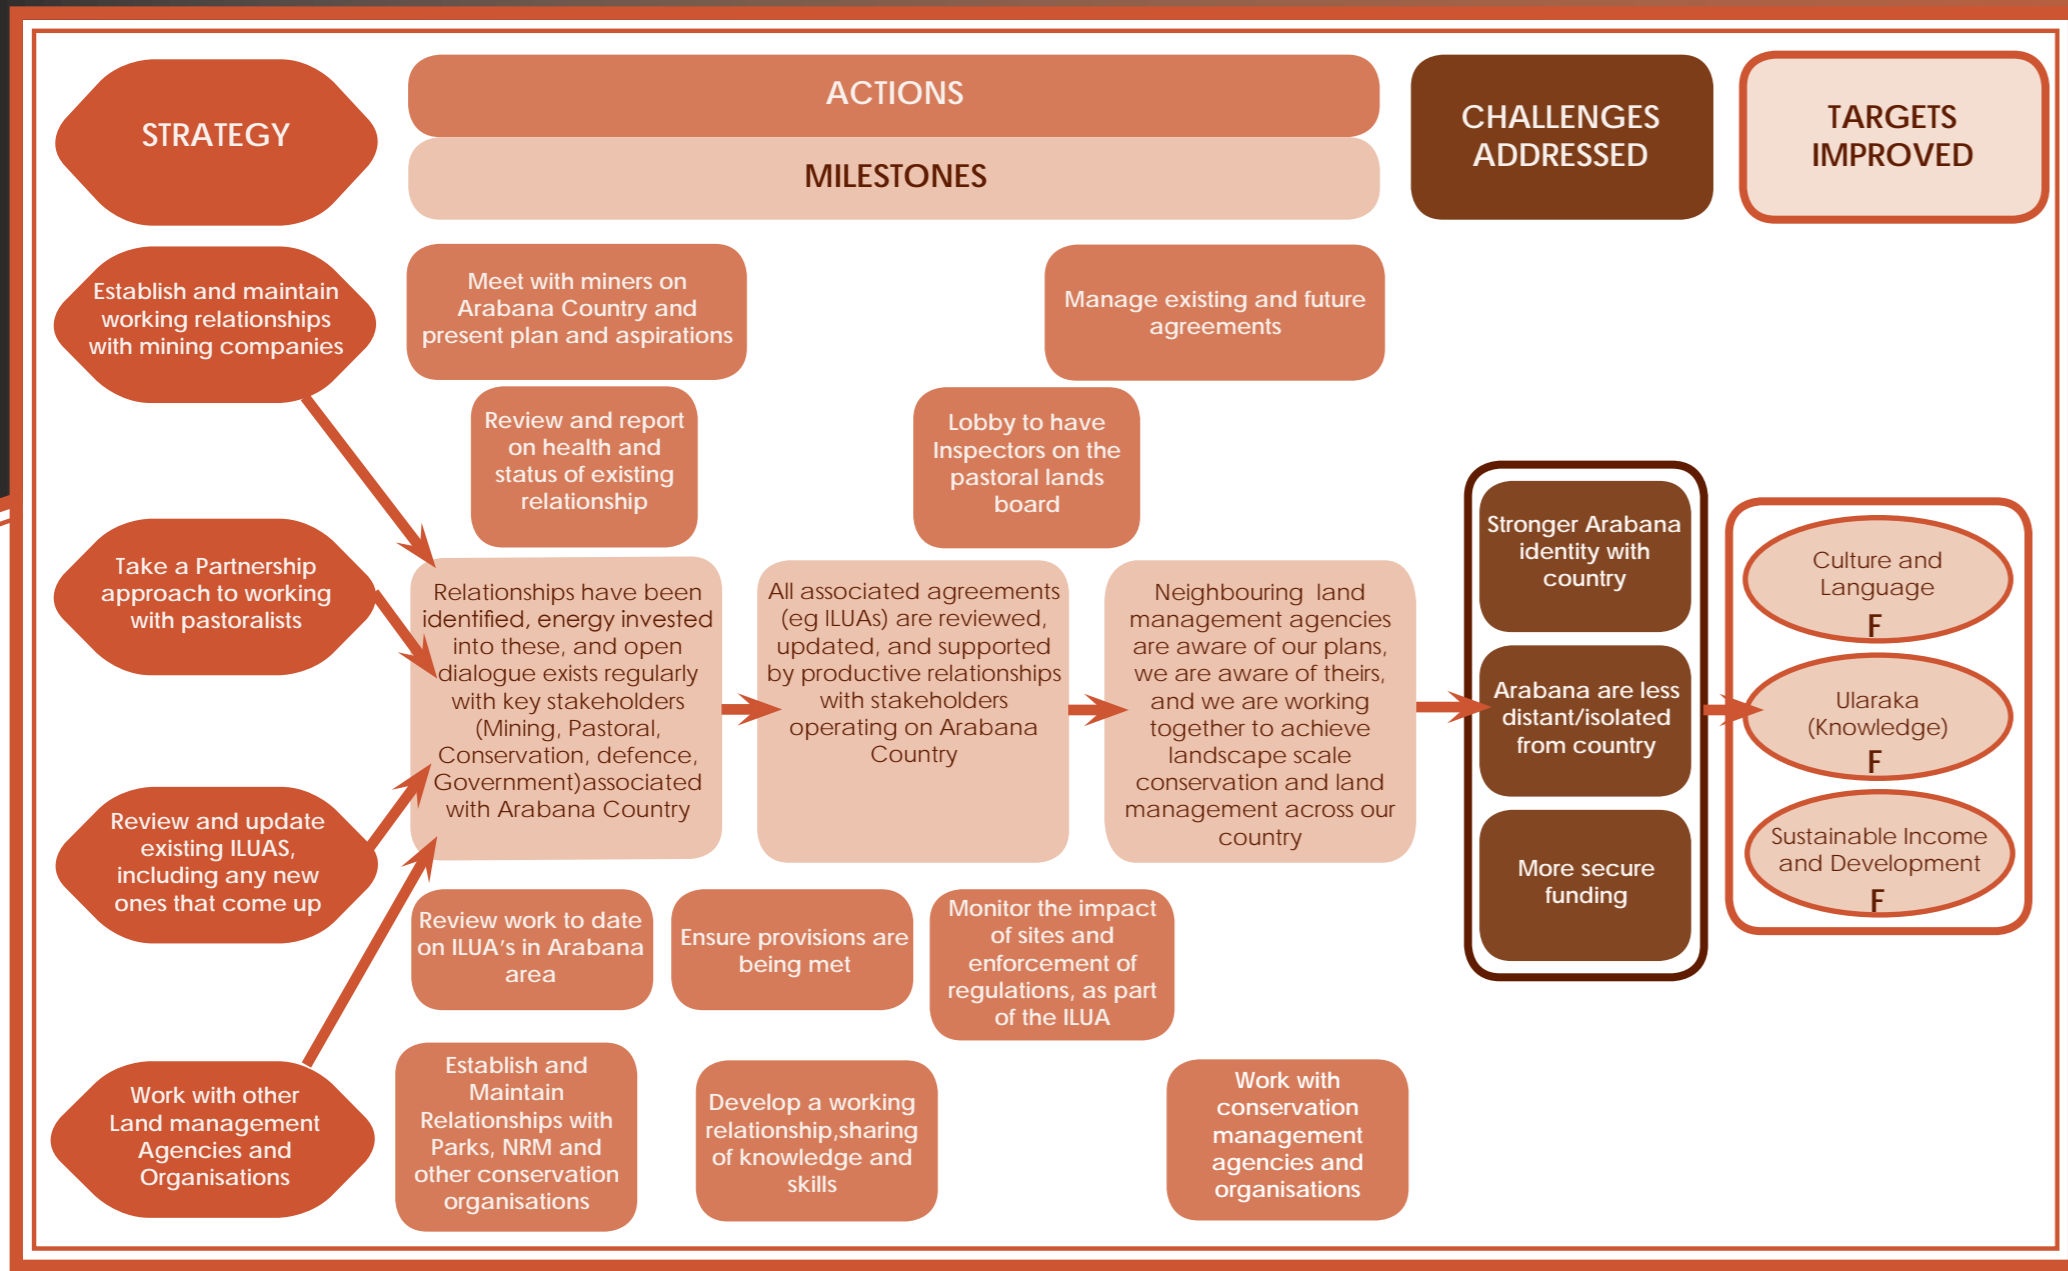 STRATEGY
ACTIONS
MILESTONES
CHALLENGES
ADDRESSED
TARGETS
IMPROVED
Establish and maintain
working relationships
with mining companies
Meet with miners on
Arabana Country and
present plan and aspirations
Manage existing and future
agreements
Review and report
on health and
status of existing
relationship
Lobby to have
Inspectors on the
pastoral lands
board
Take a Partnership
approach to working
with pastoralists
Relationships have been
identified, energy invested
into these, and open
dialogue exists regularly
with key stakeholders
(Mining, Pastoral,
Conservation, defence,
Government)associated
with Arabana Country
All associated agreements
(eg ILUAs) are reviewed,
updated, and supported
by productive relationships
with stakeholders
operating on Arabana
Country
Neighbouring land
management agencies
are aware of our plans,
we are aware of theirs,
and we are working
together to achieve
landscape scale
conservation and land
management across our
country
Stronger Arabana
identity with
country
Arabana are less
distant/isolated
from country
More secure
funding
Culture and
Language
F
Ularaka
(Knowledge)
F
Sustainable Income
and Development
F
Review and update
existing ILUAS,
including any new
ones that come up
Review work to date
on ILUA's in Arabana
area
Ensure provisions are
being met
Monitor the impact
of sites and
enforcement of
regulations, as part
of the ILUA
Work with other
Land management
Agencies and
Organisations
Establish and
Maintain
Relationships with
Parks, NRM and
other conservation
organisations
Develop a working
relationship,sharing
of knowledge and
skills
Work with
conservation
management
agencies and
organisations